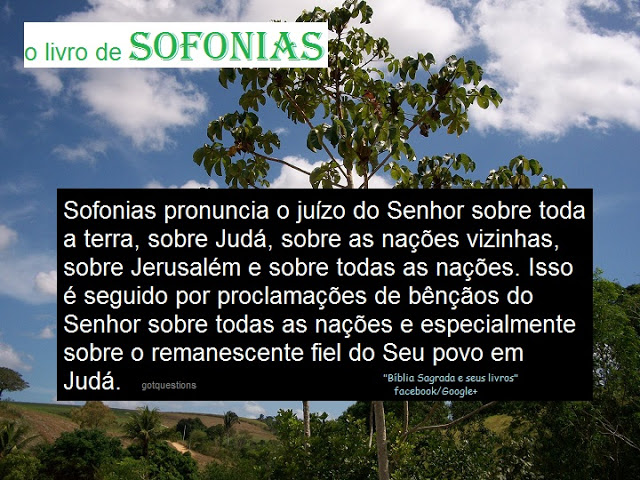 o livro de SOFONIAS
Sofonias pronuncia o juízo do Senhor sobre toda
a terra, sobre Judá, sobre as nações vizinhas,
sobre Jerusalém e sobre todas as nações. Isso
é seguido por proclamações de bênçãos do
Senhor sobre todas as nações e especialmente
sobre o remanescente fiel do Seu povo em
Judá. gotquestions
"Bíblia Sagrada e seus livros"
facebook/Google+